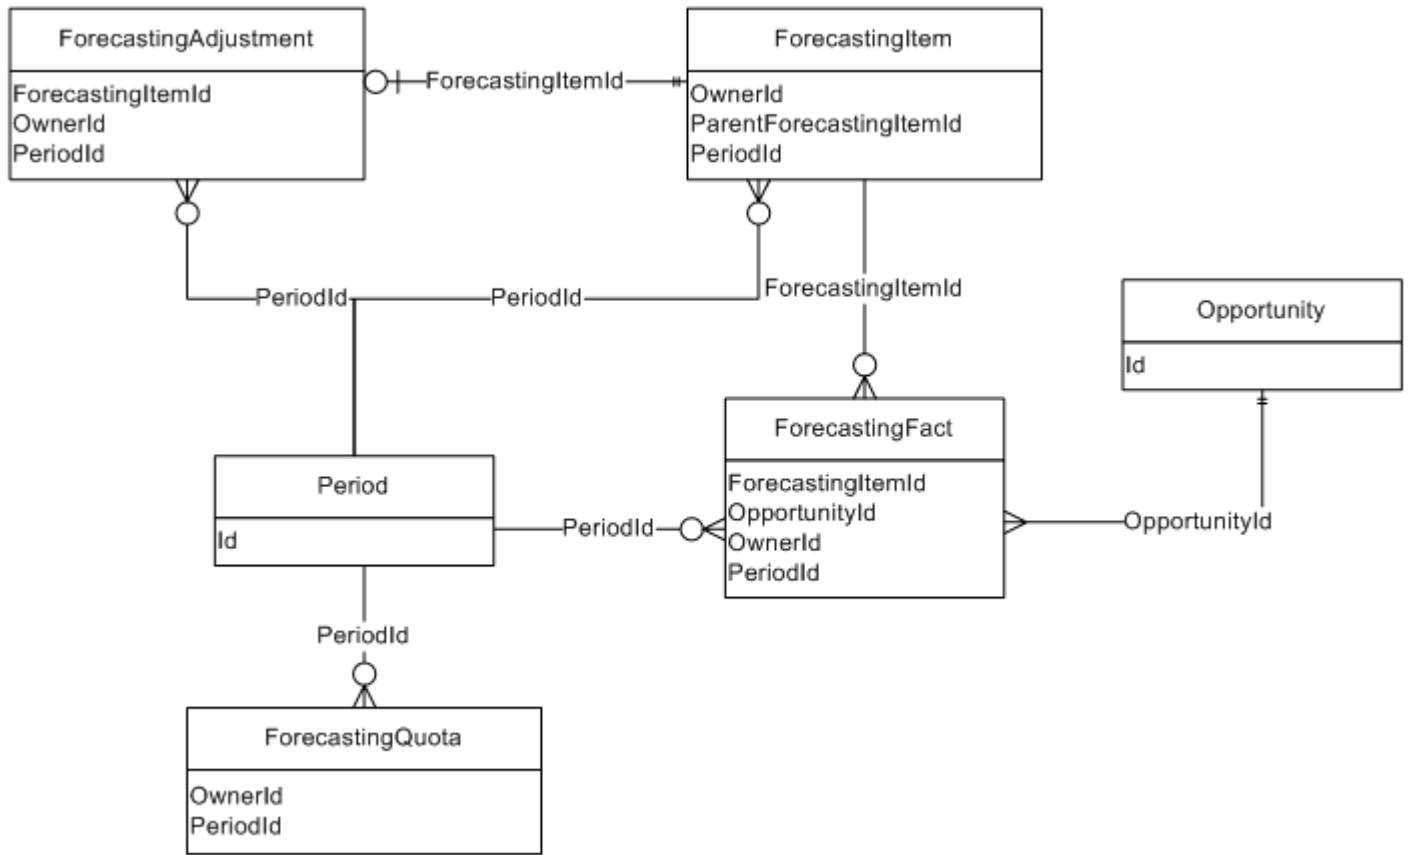 ForecastingAdjustment
ForecastingItemId
OwnerId
PeriodId
ForecastingItemId
ForecastingItem
OwnerId
ParentForecastingItemId
PeriodId
PeriodId
PeriodId
ForecastingItemId
Opportunity
Id
ForecastingFact
ForecastingItemId
OpportunityId
OwnerId
PeriodId
Period
Id
PeriodId
OpportunityId
PeriodId
ForecastingQuota
OwnerId
PeriodId